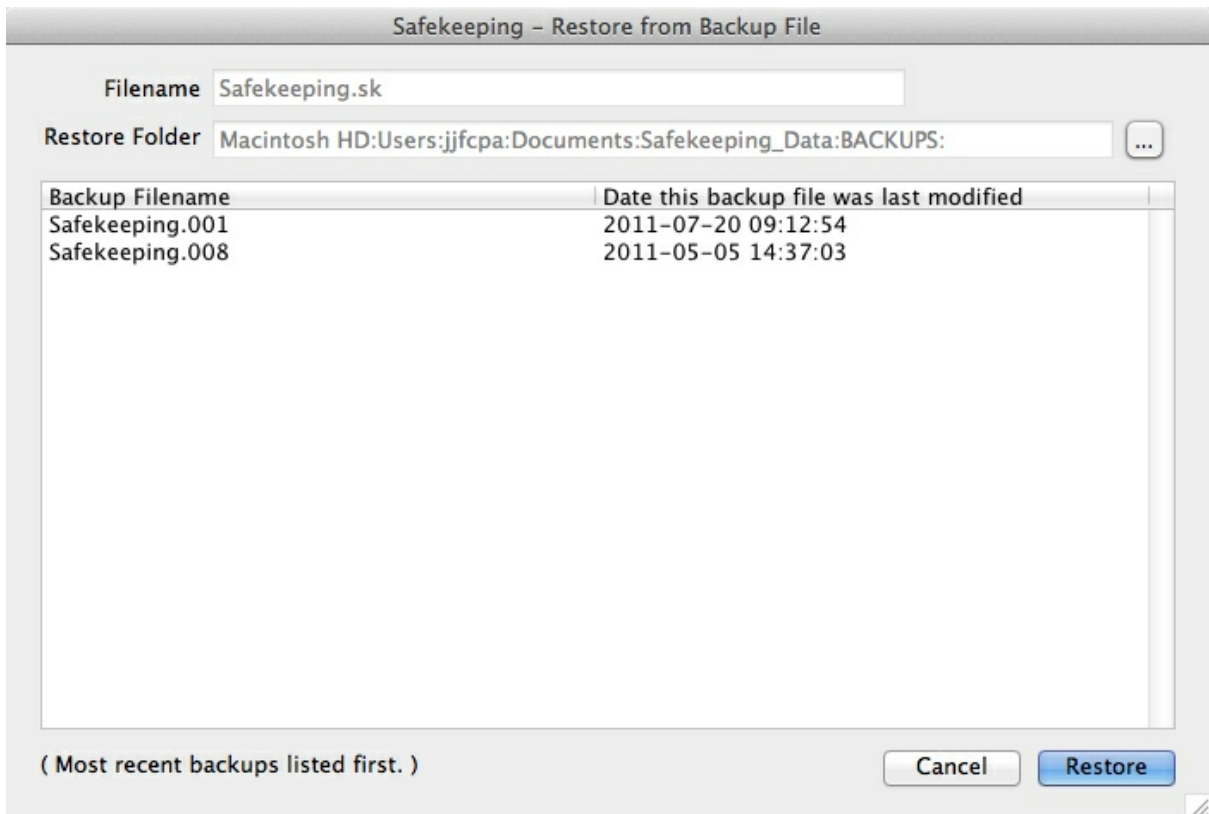 Safekeeping – Restore from Backup File
Filename Safekeeping.sk
Restore Folder Macintosh HD:Users:jjfcpa:Documents:Safekeeping_Data:BACKUPS: ...
Backup Filename Date this backup file was last modified
Safekeeping.001 2011-07-20 09:12:54
Safekeeping.008 2011-05-05 14:37:03
( Most recent backups listed first. ) Cancel Restore